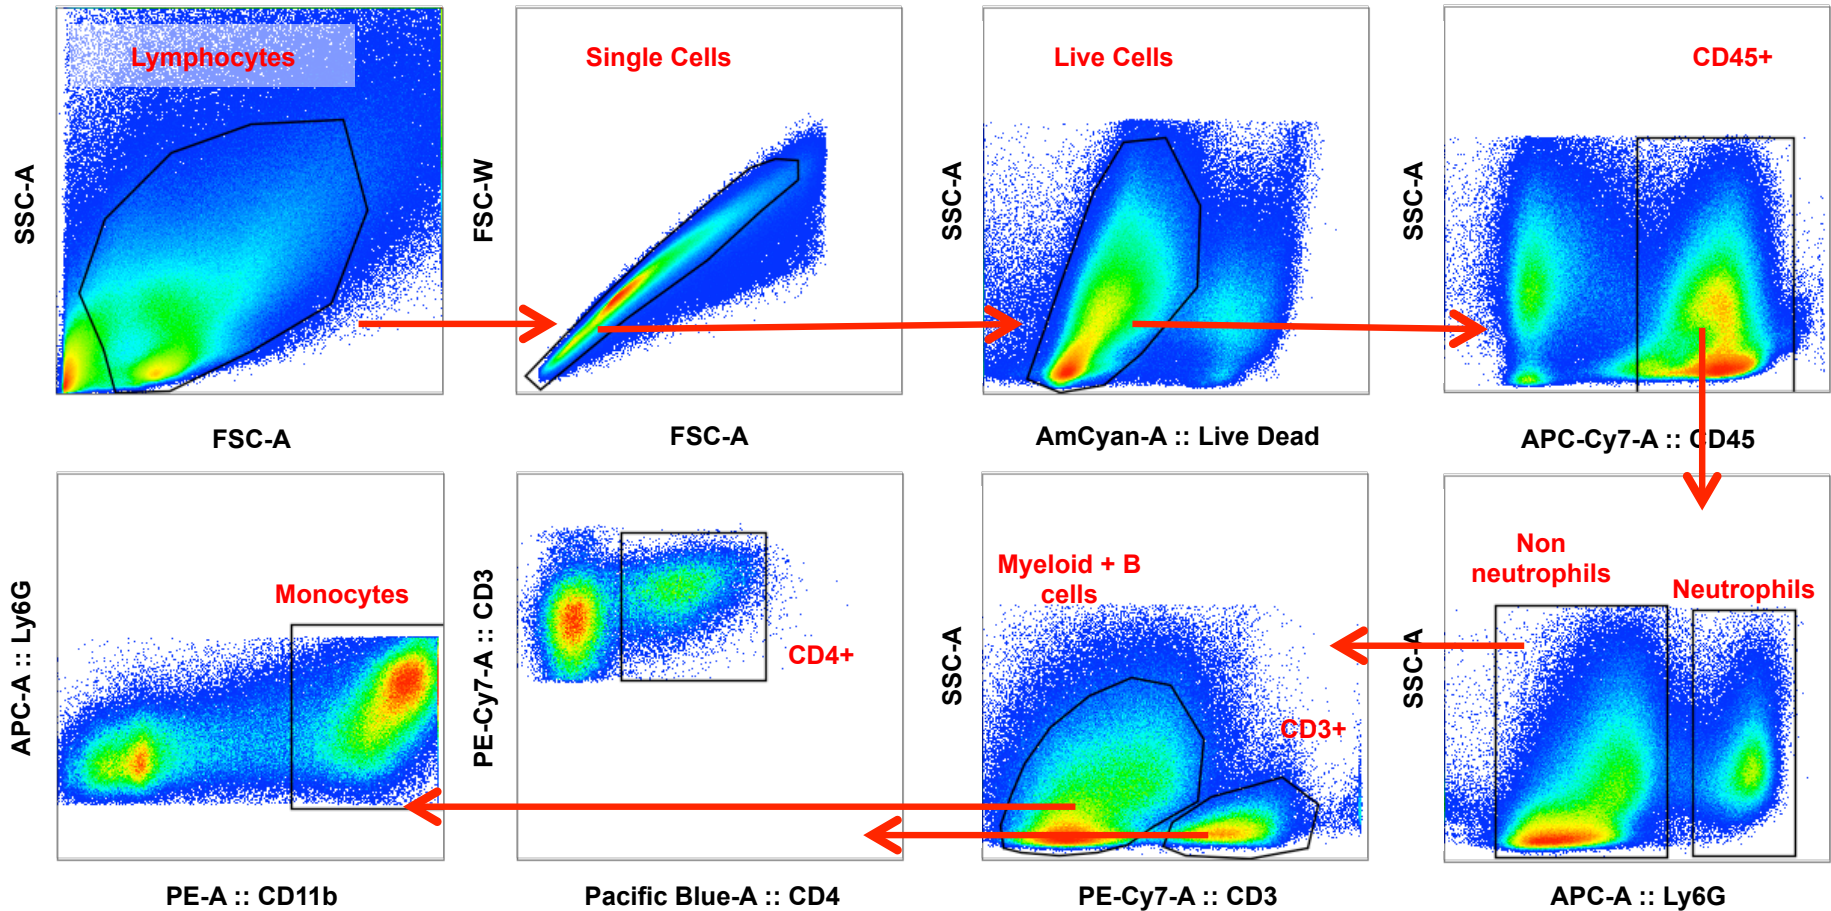 Lymphocytes
SSC-A
FSC-A
Single Cells
FSC-W
FSC-A
Live Cells
SSC-A
AmCyan-A :: Live Dead
CD45+
SSC-A
APC-Cy7-A :: CD45
Monocytes
APC-A :: Ly6G
PE-A :: CD11b
CD4+
PE-Cy7-A :: CD3
Pacific Blue-A :: CD4
Myeloid + B
cells
CD3+
SSC-A
PE-Cy7-A :: CD3
Non
neutrophils
Neutrophils
SSC-A
APC-A :: Ly6G